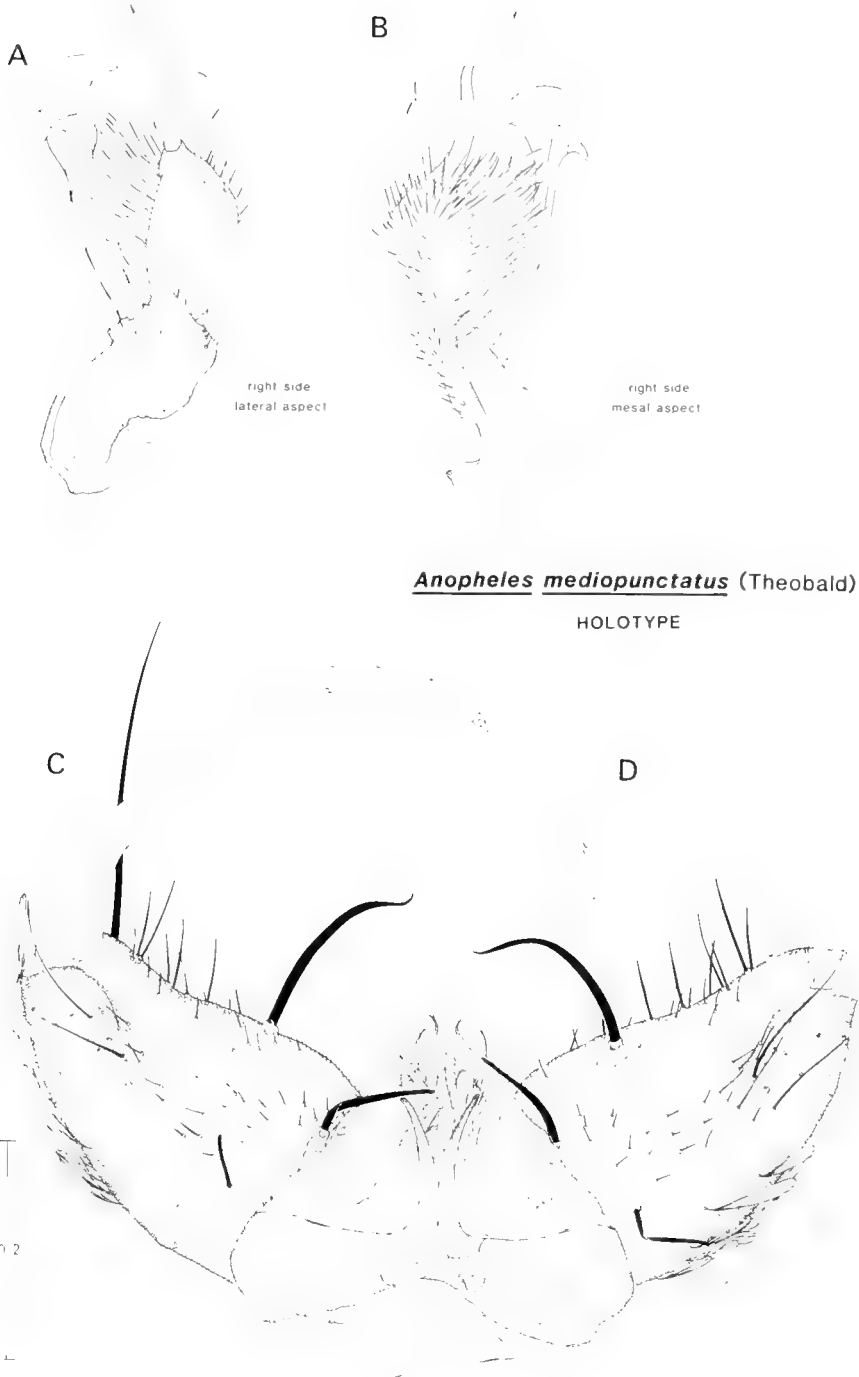 A
B
right side
lateral aspect
right side
mesal aspect
Anopheles mediopunctatus (Theobald)
HOLOTYPE
C
D